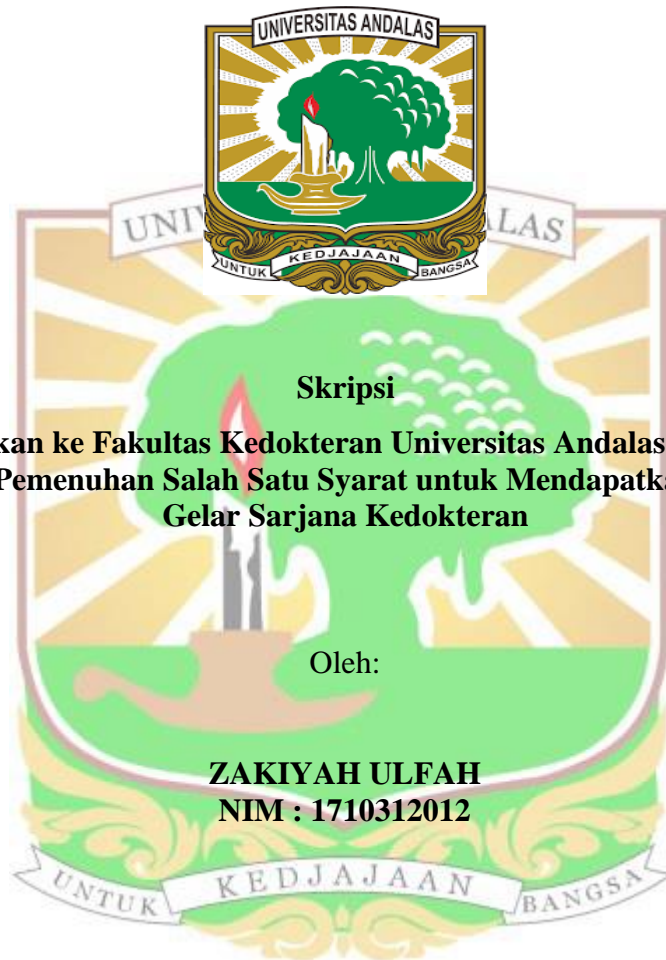 UNIVERSITAS ANDALAS
UNTUK KEDJAJAAN BANGSA
Skripsi
kan ke Fakultas Kedokteran Universitas Andalas
Pemenuhan Salah Satu Syarat untuk Mendapatka
Gelar Sarjana Kedokteran
Oleh:
ZAKIYAH ULFAH
NIM : 1710312012
UNTUK KEDJAJAAN BANGSA